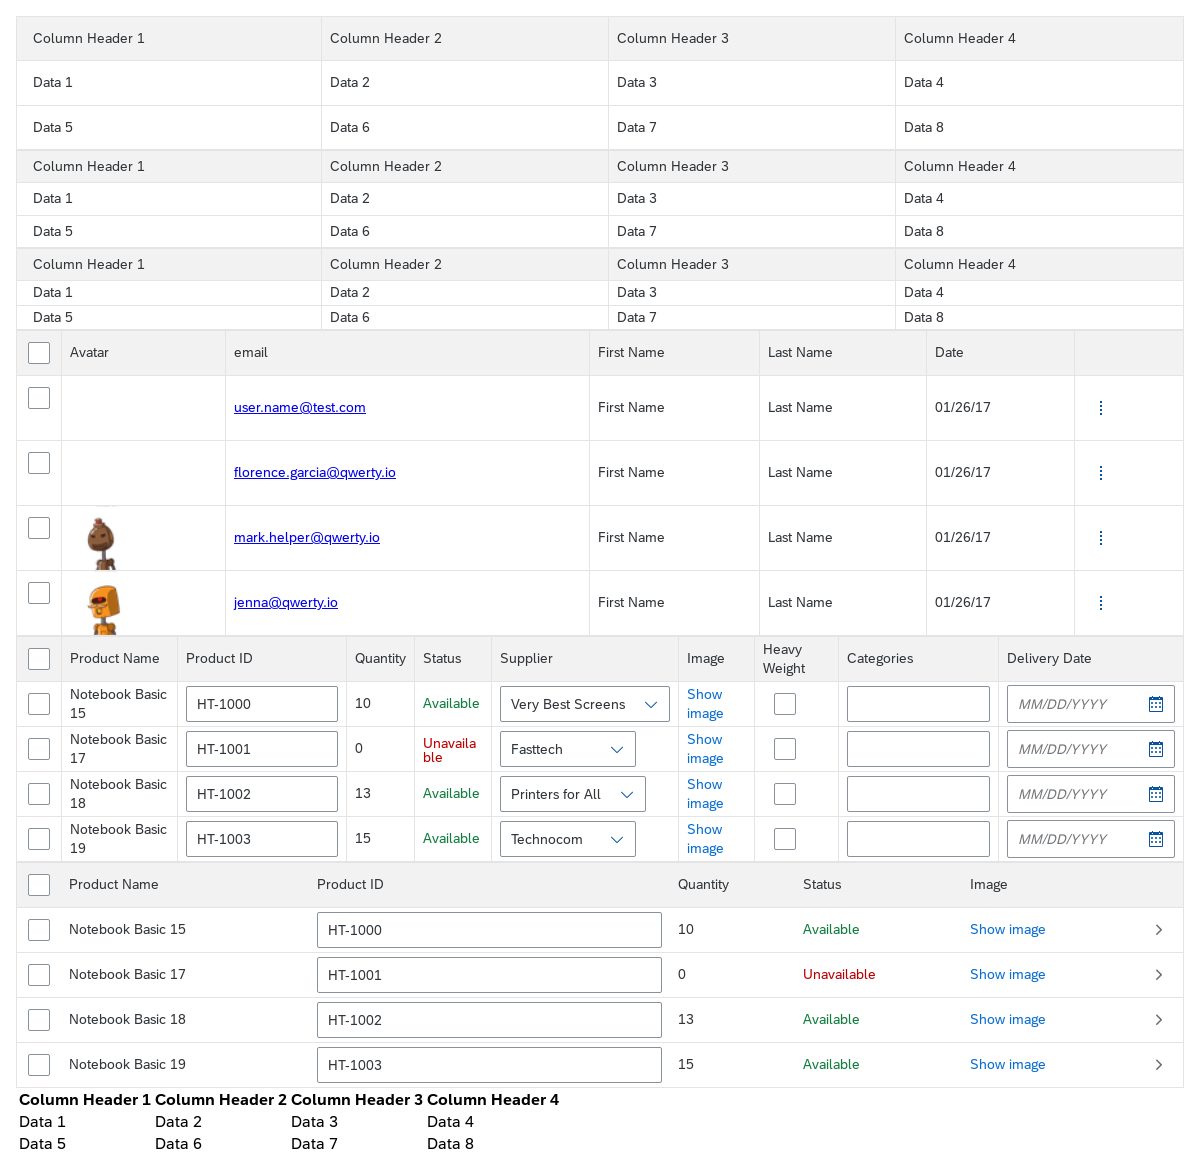 Column Header 1 Column Header 2 Column Header 3 Column Header 4
Data 1 Data 2 Data 3 Data 4
Data 5 Data 6 Data 7 Data 8
Column Header 1 Column Header 2 Column Header 3 Column Header 4
Data 1 Data 2 Data 3 Data 4
Data 5 Data 6 Data 7 Data 8
Column Header 1 Column Header 2 Column Header 3 Column Header 4
Data 1 Data 2 Data 3 Data 4
Data 5 Data 6 Data 7 Data 8
Avatar email First Name Last Name Date
user.name@test.com First Name Last Name 01/26/17
florence.garcia@qwerty.io First Name Last Name 01/26/17
mark.helper@qwerty.io First Name Last Name 01/26/17
jenna@qwerty.io First Name Last Name 01/26/17
Product Name Product ID Quantity Status Supplier Image Heavy Weight Categories Delivery Date
Notebook Basic 15 HT-1000 10 Available Very Best Screens Show image MM/DD/YYYY
Notebook Basic 17 HT-1001 0 Unavailable Fasttech Show image MM/DD/YYYY
Notebook Basic 18 HT-1002 13 Available Printers for All Show image MM/DD/YYYY
Notebook Basic 19 HT-1003 15 Available Technocom Show image MM/DD/YYYY
Product Name Product ID Quantity Status Image
Notebook Basic 15 HT-1000 10 Available Show image
Notebook Basic 17 HT-1001 0 Unavailable Show image
Notebook Basic 18 HT-1002 13 Available Show image
Notebook Basic 19 HT-1003 15 Available Show image
Column Header 1 Column Header 2 Column Header 3 Column Header 4
Data 1 Data 2 Data 3 Data 4
Data 5 Data 6 Data 7 Data 8